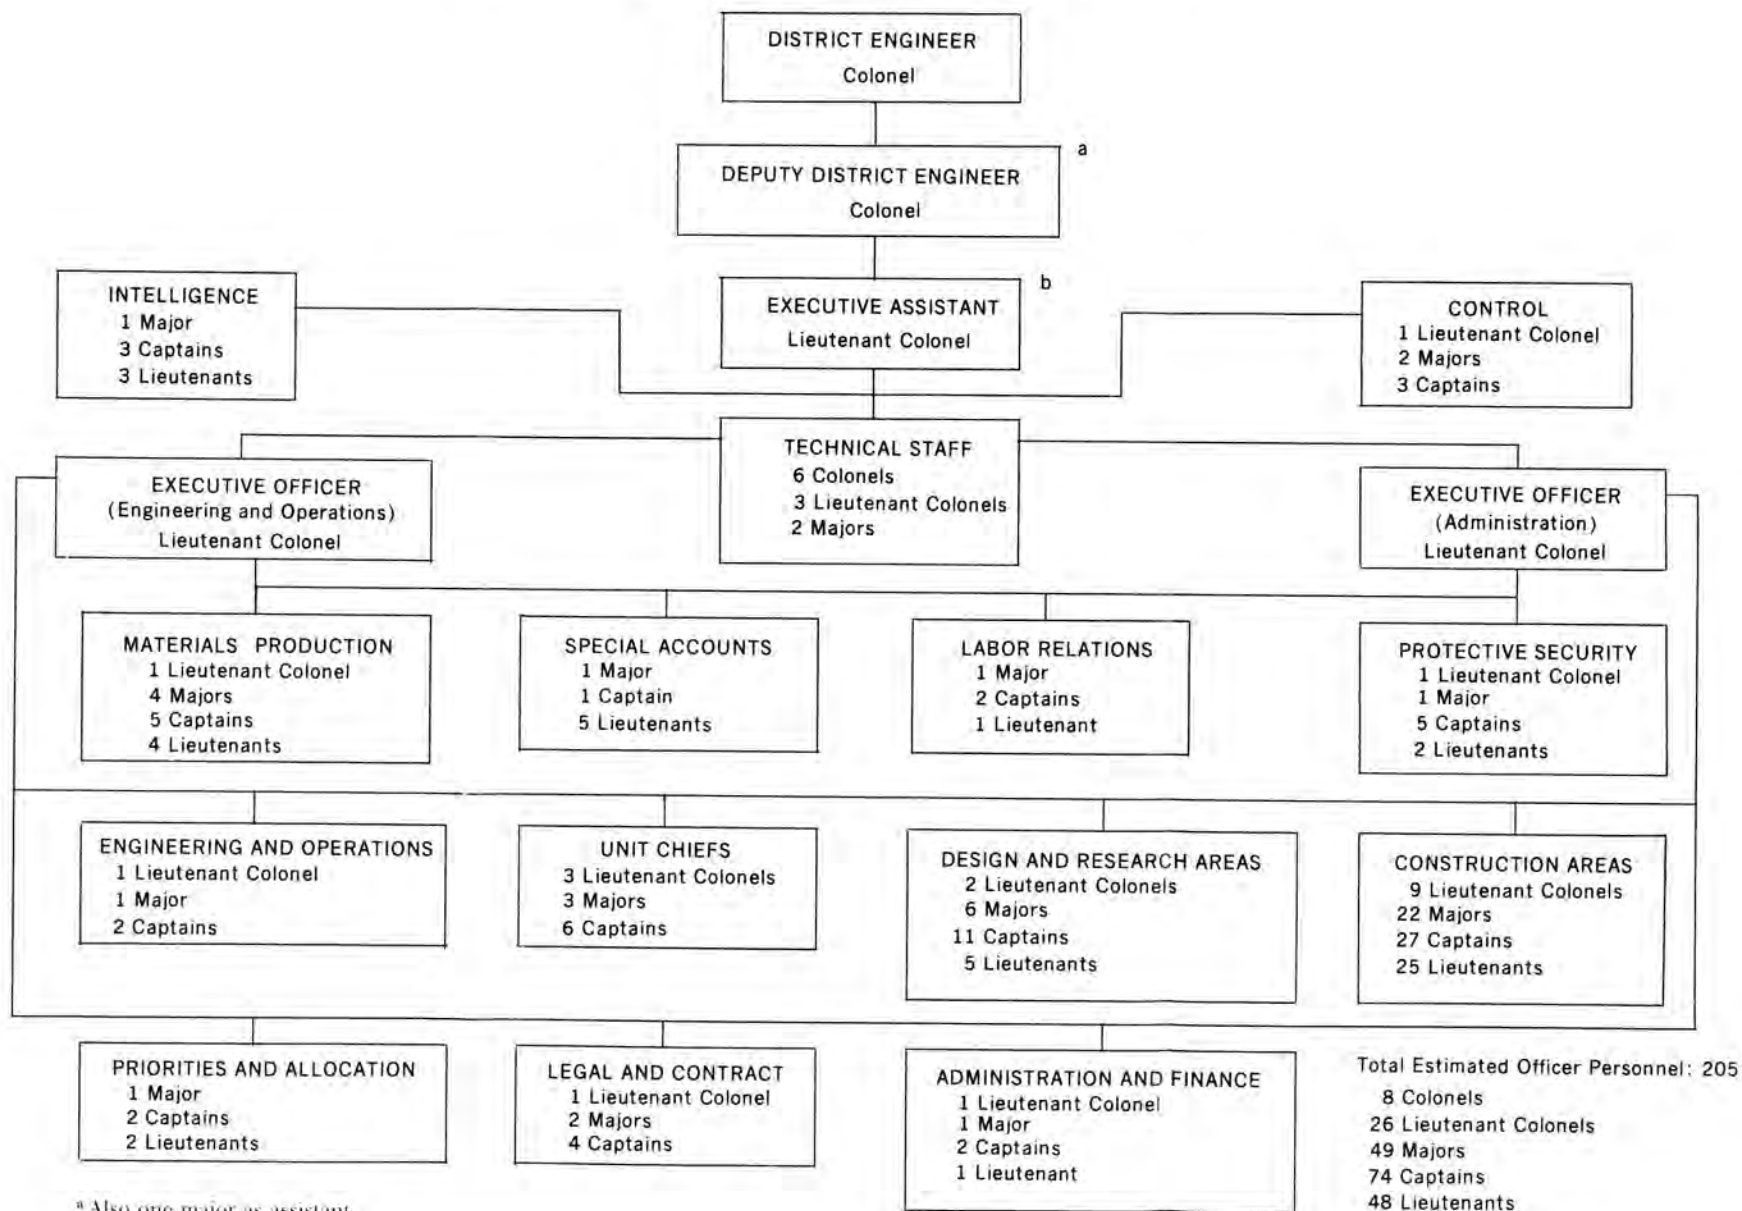 DISTRICT ENGINEER
Colonel
a
DEPUTY DISTRICT ENGINEER
Colonel
b
EXECUTIVE ASSISTANT
Lieutenant Colonel
INTELLIGENCE
1 Major
3 Captains
3 Lieutenants
CONTROL
1 Lieutenant Colonel
2 Majors
3 Captains
TECHNICAL STAFF
6 Colonels
3 Lieutenant Colonels
2 Majors
EXECUTIVE OFFICER
(Engineering and Operations)
Lieutenant Colonel
EXECUTIVE OFFICER
(Administration)
Lieutenant Colonel
MATERIALS PRODUCTION
1 Lieutenant Colonel
4 Majors
5 Captains
4 Lieutenants
SPECIAL ACCOUNTS
1 Major
1 Captain
5 Lieutenants
LABOR RELATIONS
1 Major
2 Captains
1 Lieutenant
PROTECTIVE SECURITY
1 Lieutenant Colonel
1 Major
5 Captains
2 Lieutenants
ENGINEERING AND OPERATIONS
1 Lieutenant Colonel
1 Major
2 Captains
UNIT CHIEFS
3 Lieutenant Colonels
3 Majors
6 Captains
DESIGN AND RESEARCH AREAS
2 Lieutenant Colonels
6 Majors
11 Captains
5 Lieutenants
CONSTRUCTION AREAS
9 Lieutenant Colonels
22 Majors
27 Captains
25 Lieutenants
PRIORITIES AND ALLOCATION
1 Major
2 Captains
2 Lieutenants
LEGAL AND CONTRACT
1 Lieutenant Colonel
2 Majors
4 Captains
ADMINISTRATION AND FINANCE
1 Lieutenant Colonel
1 Major
2 Captains
1 Lieutenant
Total Estimated Officer Personnel: 205
8 Colonels
26 Lieutenant Colonels
49 Majors
74 Captains
48 Lieutenants
a Also one major as assistant